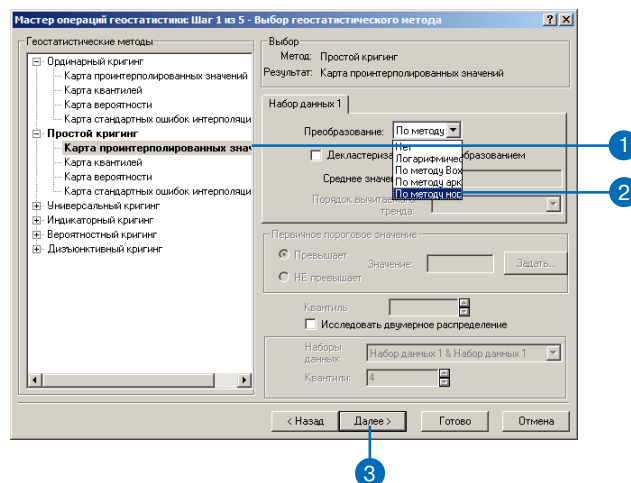 Мастер операций геостатистики: Шаг 1 из 5 - Выбор геостатистического метода
Геостатистические методы
Ординарный кригинг
Карта проинтерполированных значений
Карта квантилей
Карта вероятности
Карта стандартных ошибок интерполяци
Простой кригинг
Карта проинтерполированных знач
Карта квантилей
Карта вероятности
Карта стандартных ошибок интерполяци
Универсальный кригинг
Индикаторный кригинг
Вероятностный кригинг
Дизъюнктивный кригинг
Выбор
Метод: Простой кригинг
Результат: Карта проинтерполированных значений
Набор данных 1
Преобразование: По методу
Нет
Логарифмичес
По методу Box
По методу арк
По методу нор
Декластериза образованием
Среднее значе
Порядок вычитаемого тренда:
Первичное пороговое значение
Превышает
НЕ превышает
Значение:
Задать...
Квантиль
Исследовать двумерное распределение
Наборы данных: Набор данных 1 & Набор данных 1
Квантили: 4
< Назад Далее > Готово Отмена
1
2
3